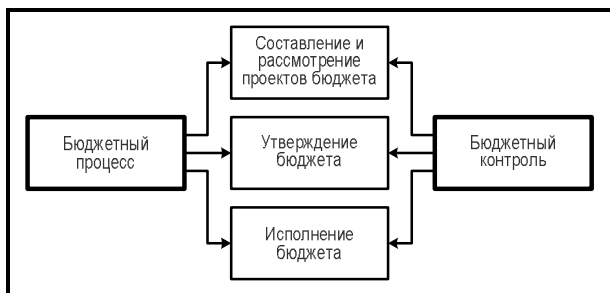 Составление и
рассмотрение
проектов бюджета
Бюджетный
процесс
Утверждение
бюджета
Бюджетный
контроль
Исполнение
бюджета